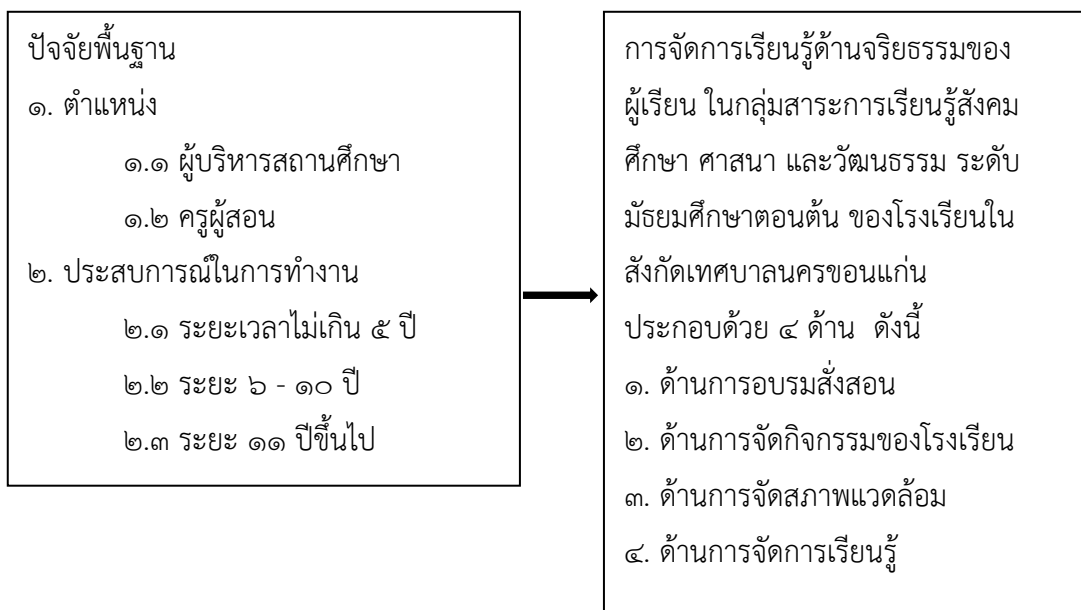 ปัจจัยพื้นฐาน
๑. ตำแหน่ง
๑.๑ ผู้บริหารสถานศึกษา
๑.๒ ครูผู้สอน
๒. ประสบการณ์ในการทำงาน
๒.๑ ระยะเวลาไม่เกิน ๕ ปี
๒.๒ ระยะ ๖ - ๑๐ ปี
๒.๓ ระยะ ๑๑ ปีขึ้นไป
การจัดการเรียนรู้ด้านจริยธรรมของ
ผู้เรียน ในกลุ่มสาระการเรียนรู้สังคม
ศึกษา ศาสนา และวัฒนธรรม ระดับ
มัธยมศึกษาตอนต้น ของโรงเรียนใน
สังกัดเทศบาลนครขอนแก่น
ประกอบด้วย ๔ ด้าน ดังนี้
๑. ด้านการอบรมสั่งสอน
๒. ด้านการจัดกิจกรรมของโรงเรียน
๓. ด้านการจัดสภาพแวดล้อม
๔. ด้านการจัดการเรียนรู้